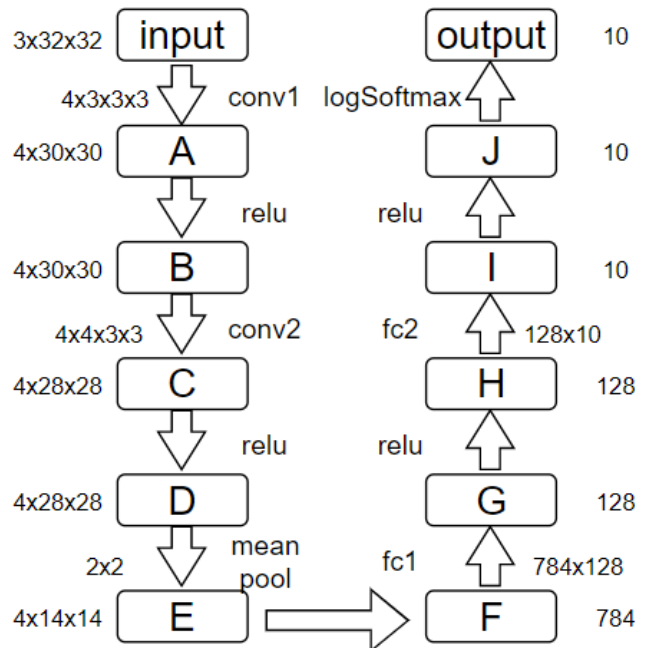 3x32x32 input
4x3x3x3 conv1
4x30x30 A
relu
4x30x30 B
4x4x3x3 conv2
4x28x28 C
relu
4x28x28 D
2x2 mean
pool
4x14x14 E
output 10
logSoftmax
J 10
relu
I 10
fc2 128x10
H 128
relu
G 128
fc1 784x128
F 784